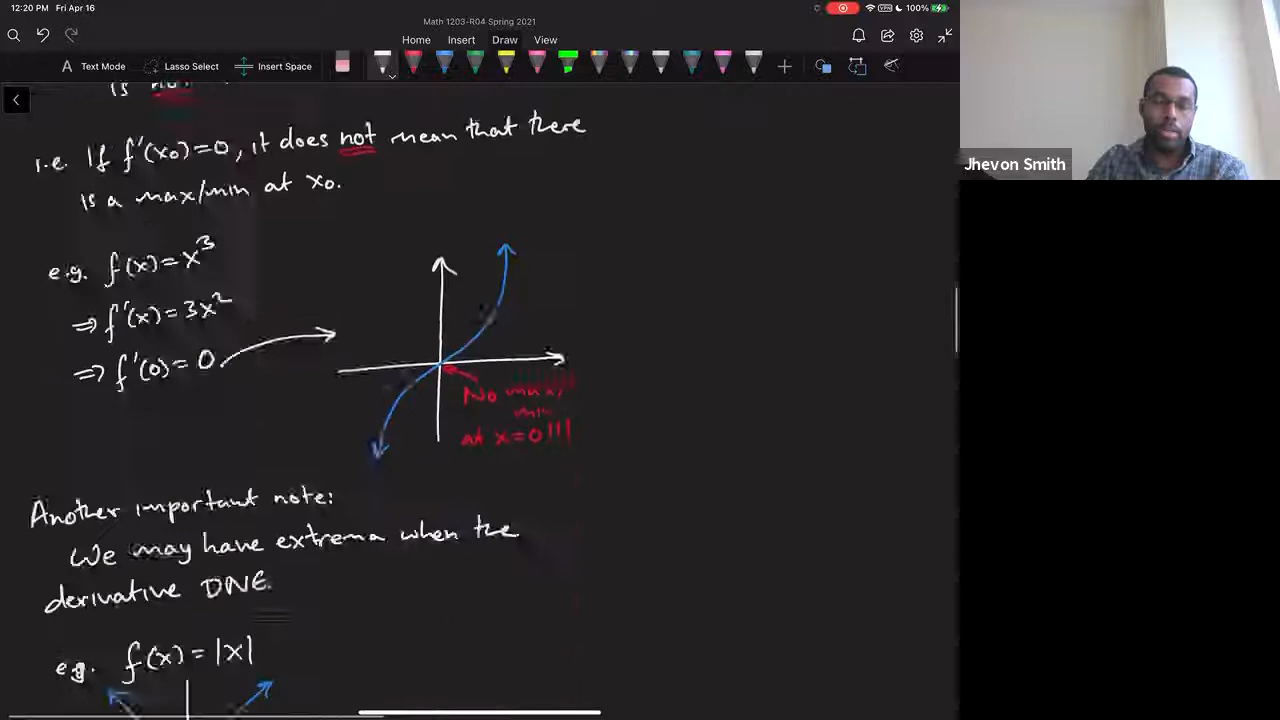 12:20 PM Fri Apr 16
100%
Math 1203-R04 Spring 2021
Home Insert Draw View
Text Mode Lasso Select Insert Space
is not
i.e. If f'(x₀)=0, it does not mean that there
is a max/min at x₀.
e.g. f(x)=x³
⇒ f'(x)=3x²
⇒ f'(0)=0
No max/
min
at x=0!!!
Another important note:
We may have extrema when the
derivative DNE.
e.g. f(x) = |x|
Jhevon Smith